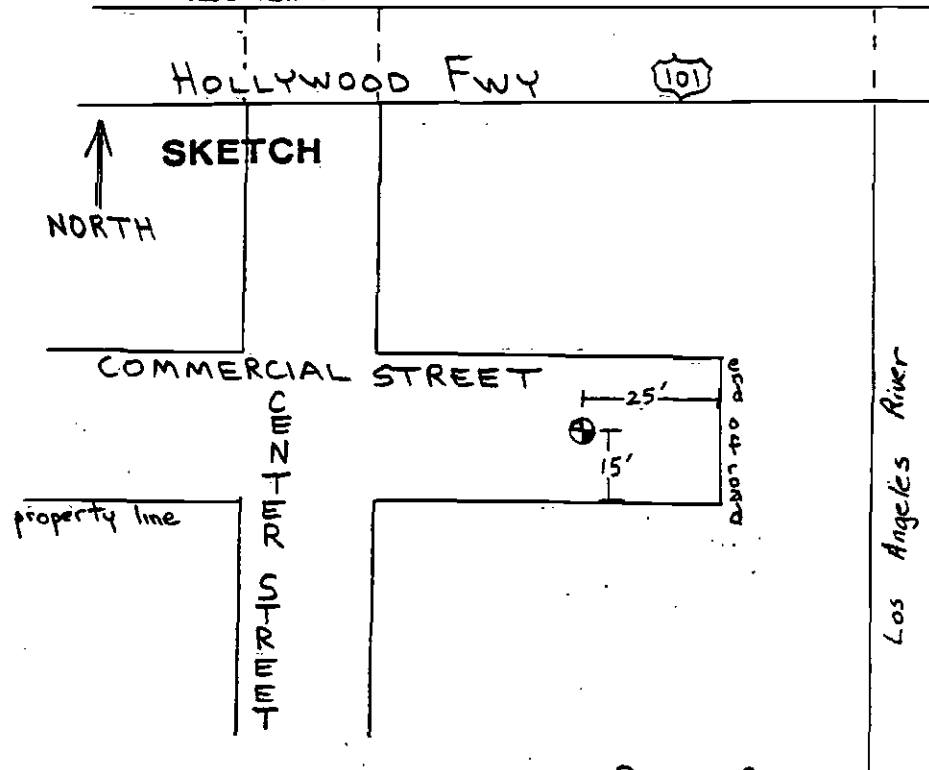 HOLLYWOOD FWY
101
SKETCH
NORTH
COMMERCIAL STREET
25'
15'
end of road
CENTER STREET
property line
Los Angeles River